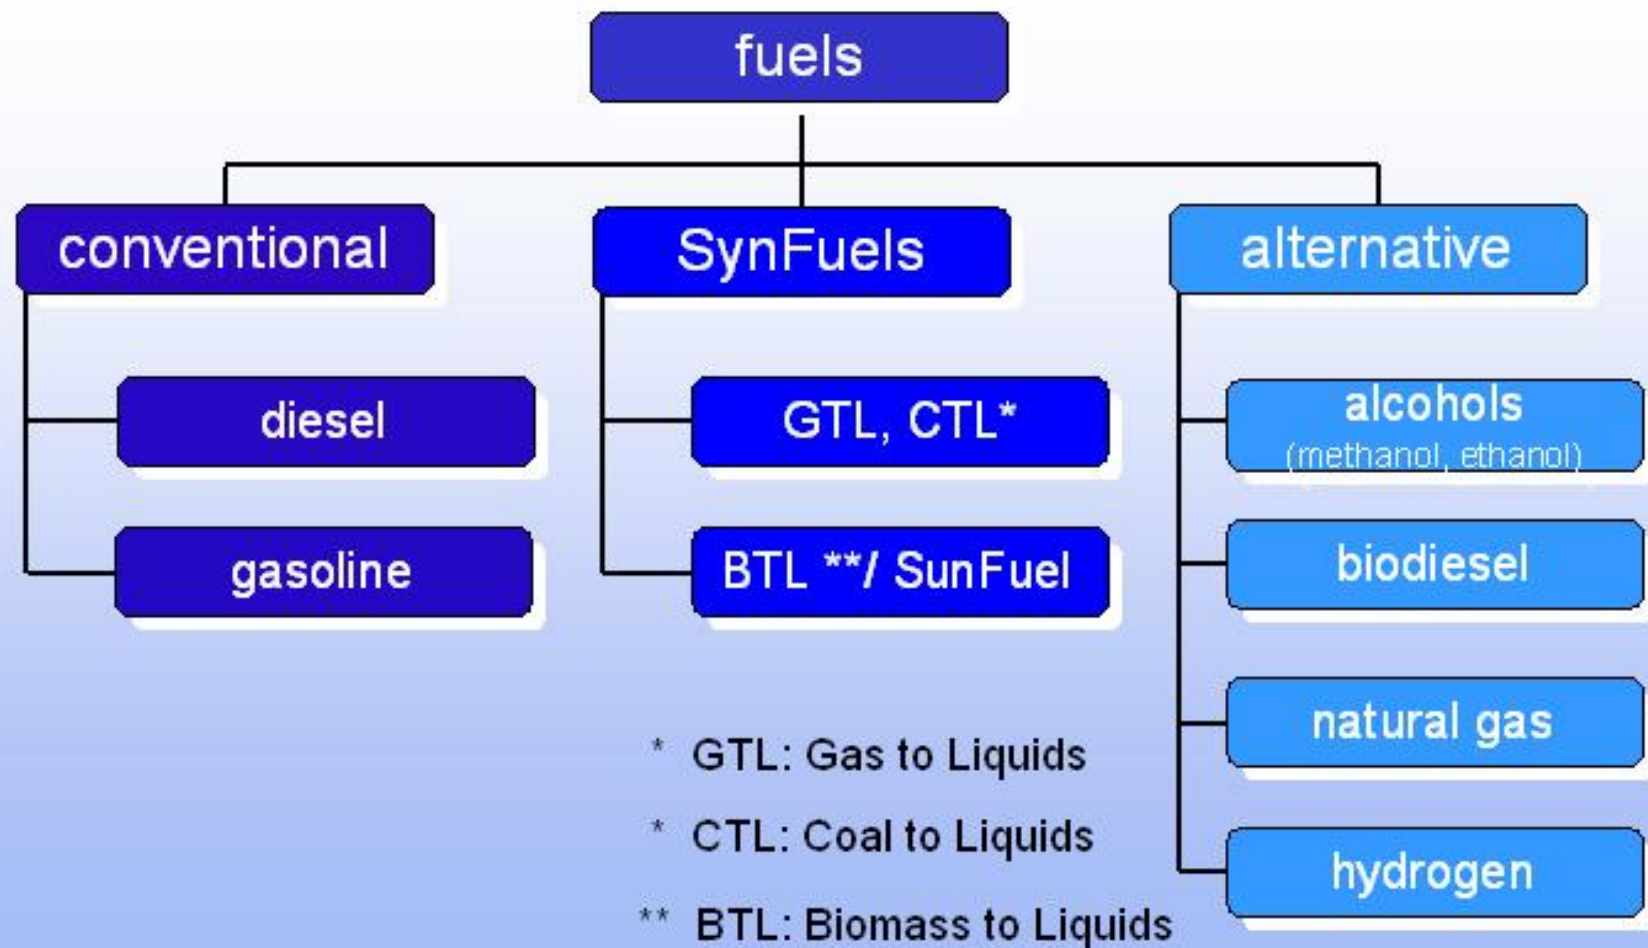 fuels
conventional
SynFuels
alternative
diesel
gasoline
GTL, CTL*
BTL **/ SunFuel
alcohols
(methanol, ethanol)
biodiesel
natural gas
hydrogen
* GTL: Gas to Liquids
* CTL: Coal to Liquids
** BTL: Biomass to Liquids